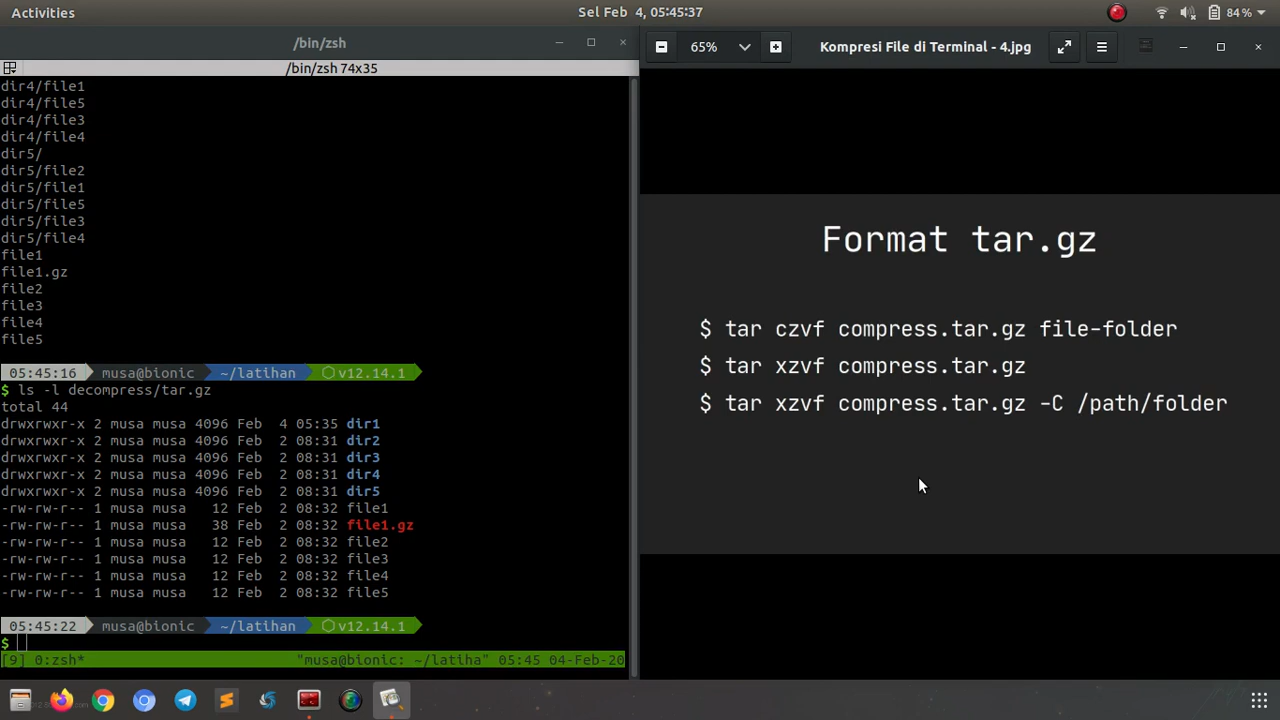 Activities
Sel Feb 4, 05:45:37
84 %
/bin/zsh
/bin/zsh 74x35
dir4/file1
dir4/file5
dir4/file3
dir4/file4
dir5/
dir5/file2
dir5/file1
dir5/file5
dir5/file3
dir5/file4
file1
file1.gz
file2
file3
file4
file5
05:45:16 musa@bionic ~/latihan v12.14.1
$ ls -l decompress/tar.gz
total 44
drwxrwxr-x 2 musa musa 4096 Feb 4 05:35 dir1
drwxrwxr-x 2 musa musa 4096 Feb 2 08:31 dir2
drwxrwxr-x 2 musa musa 4096 Feb 2 08:31 dir3
drwxrwxr-x 2 musa musa 4096 Feb 2 08:31 dir4
drwxrwxr-x 2 musa musa 4096 Feb 2 08:31 dir5
-rw-rw-r-- 1 musa musa 12 Feb 2 08:32 file1
-rw-rw-r-- 1 musa musa 38 Feb 2 08:32 file1.gz
-rw-rw-r-- 1 musa musa 12 Feb 2 08:32 file2
-rw-rw-r-- 1 musa musa 12 Feb 2 08:32 file3
-rw-rw-r-- 1 musa musa 12 Feb 2 08:32 file4
-rw-rw-r-- 1 musa musa 12 Feb 2 08:32 file5
05:45:22 musa@bionic ~/latihan v12.14.1
$
[9] 0:zsh* "musa@bionic: ~/latiha" 05:45 04-Feb-20
65%
Kompresi File di Terminal - 4.jpg
Format tar.gz
$ tar czvf compress.tar.gz file-folder
$ tar xzvf compress.tar.gz
$ tar xzvf compress.tar.gz -C /path/folder